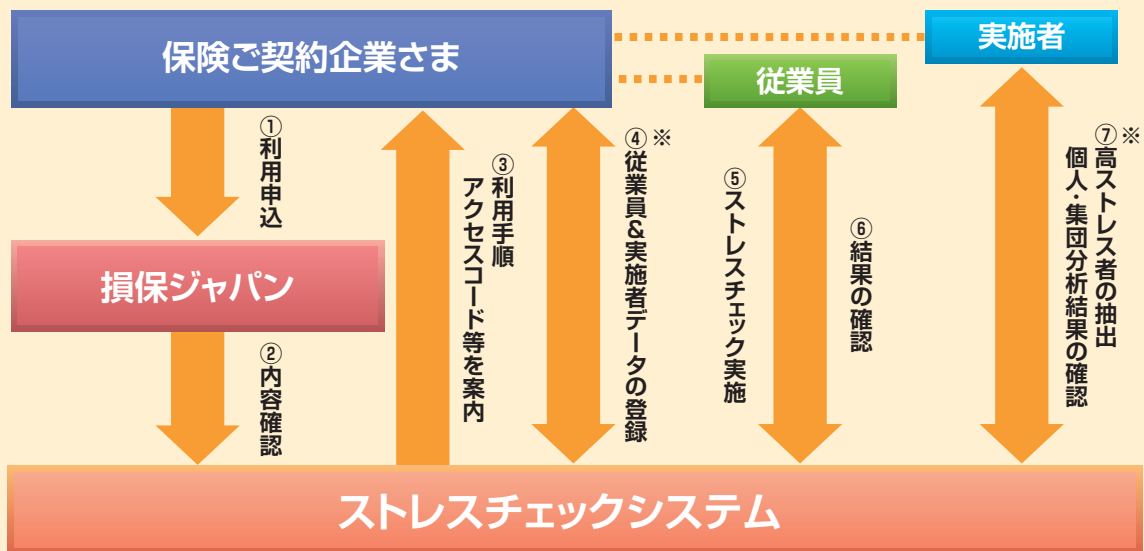 保険ご契約企業さま
実施者
従業員
①利用申込
損保ジャパン
②内容確認
③利用手順
アクセスコード等を案内
④従業員&実施者データの登録
※
⑤ストレスチェック実施
⑥結果の確認
⑦高ストレス者の抽出
※
個人・集団分析結果の確認
ストレスチェックシステム